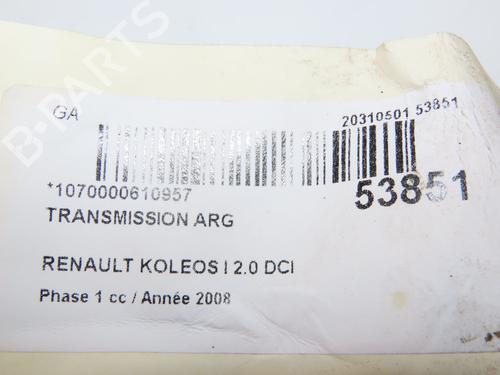 GA
20310501 53851
*1070000610957
53851
TRANSMISSION ARG
RENAULT KOLEOS I 2.0 DCI
Phase 1 cc / Année 2008
B-PARTS